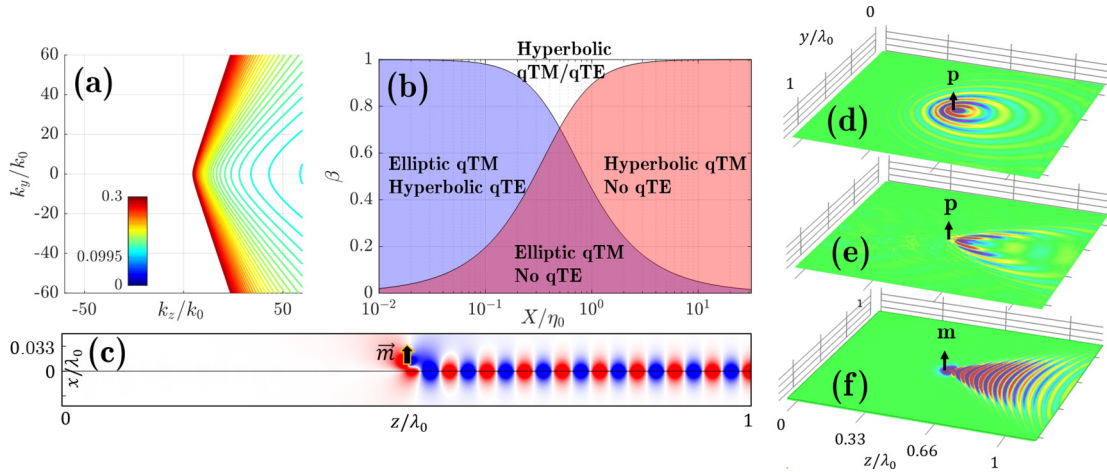 (a)
60
40
20
0
-20
-40
-60
k_y/k_0
0.3
0.0995
0
-50
0
50
k_z/k_0
(b)
1
0.8
0.6
0.4
0.2
0
β
Hyperbolic
qTM/qTE
Elliptic qTM
Hyperbolic qTE
Hyperbolic qTM
No qTE
Elliptic qTM
No qTE
10^-2
10^-1
10^0
10^1
X/η_0
(c)
0.033
0
x/λ_0
m
0
z/λ_0
1
0
y/λ_0
1
p
(d)
p
(e)
1
m
(f)
0
0.33
0.66
1
z/λ_0